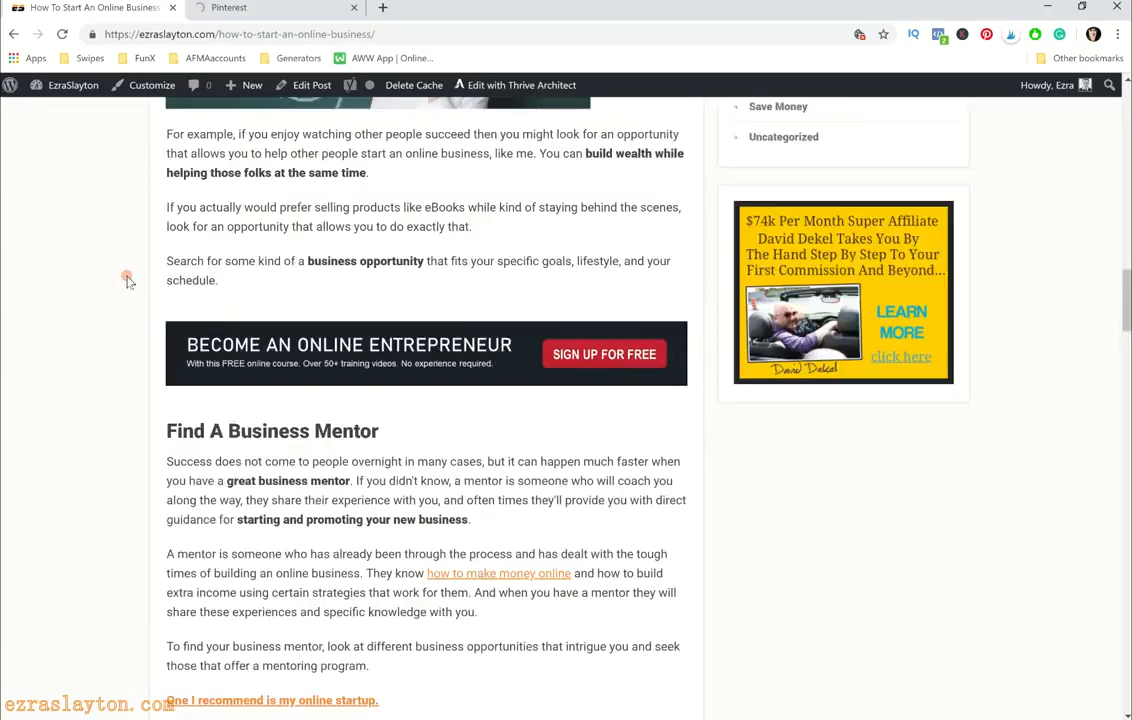 How To Start An Online Business
Pinterest
https://ezraslayton.com/how-to-start-an-online-business/
Apps
Swipes
FunX
AFMAaccounts
Generators
AWW App | Online...
Other bookmarks
EzraSlayton
Customize
0
New
Edit Post
Delete Cache
Edit with Thrive Architect
Howdy, Ezra
For example, if you enjoy watching other people succeed then you might look for an opportunity
that allows you to help other people start an online business, like me. You can build wealth while
helping those folks at the same time.
If you actually would prefer selling products like eBooks while kind of staying behind the scenes,
look for an opportunity that allows you to do exactly that.
Search for some kind of a business opportunity that fits your specific goals, lifestyle, and your
schedule.
BECOME AN ONLINE ENTREPRENEUR
With this FREE online course. Over 50+ training videos. No experience required.
SIGN UP FOR FREE
Find A Business Mentor
Success does not come to people overnight in many cases, but it can happen much faster when
you have a great business mentor. If you didn't know, a mentor is someone who will coach you
along the way, they share their experience with you, and often times they'll provide you with direct
guidance for starting and promoting your new business.
A mentor is someone who has already been through the process and has dealt with the tough
times of building an online business. They know how to make money online and how to build
extra income using certain strategies that work for them. And when you have a mentor they will
share these experiences and specific knowledge with you.
To find your business mentor, look at different business opportunities that intrigue you and seek
those that offer a mentoring program.
One I recommend is my online startup.
Save Money
Uncategorized
$74k Per Month Super Affiliate
David Dekel Takes You By
The Hand Step By Step To Your
First Commission And Beyond...
LEARN
MORE
click here
David Dekel
ezraslayton. com